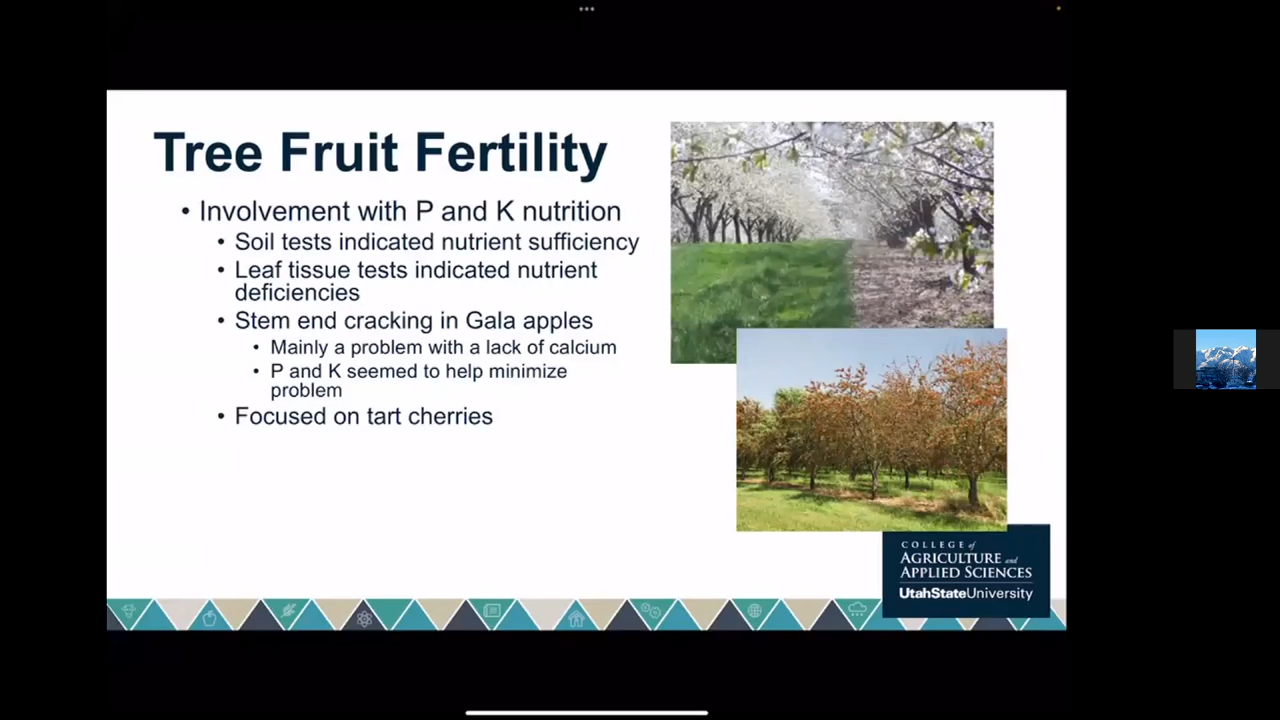 Tree Fruit Fertility
• Involvement with P and K nutrition
• Soil tests indicated nutrient sufficiency
• Leaf tissue tests indicated nutrient
deficiencies
• Stem end cracking in Gala apples
• Mainly a problem with a lack of calcium
• P and K seemed to help minimize
problem
• Focused on tart cherries
COLLEGE of
AGRICULTURE and
APPLIED SCIENCES
UtahStateUniversity